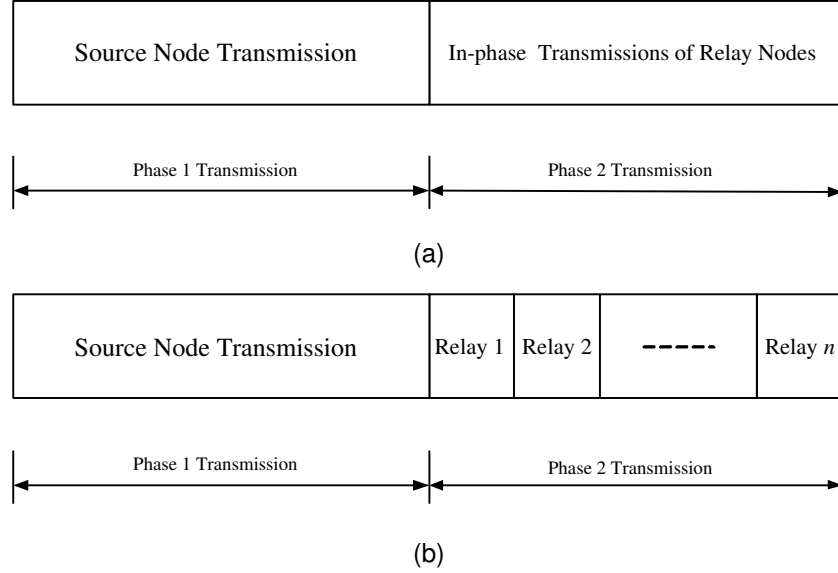 Source Node Transmission
In-phase Transmissions of Relay Nodes
Phase 1 Transmission
Phase 2 Transmission
(a)
Source Node Transmission
Relay 1
Relay 2
Relay n
Phase 1 Transmission
Phase 2 Transmission
(b)